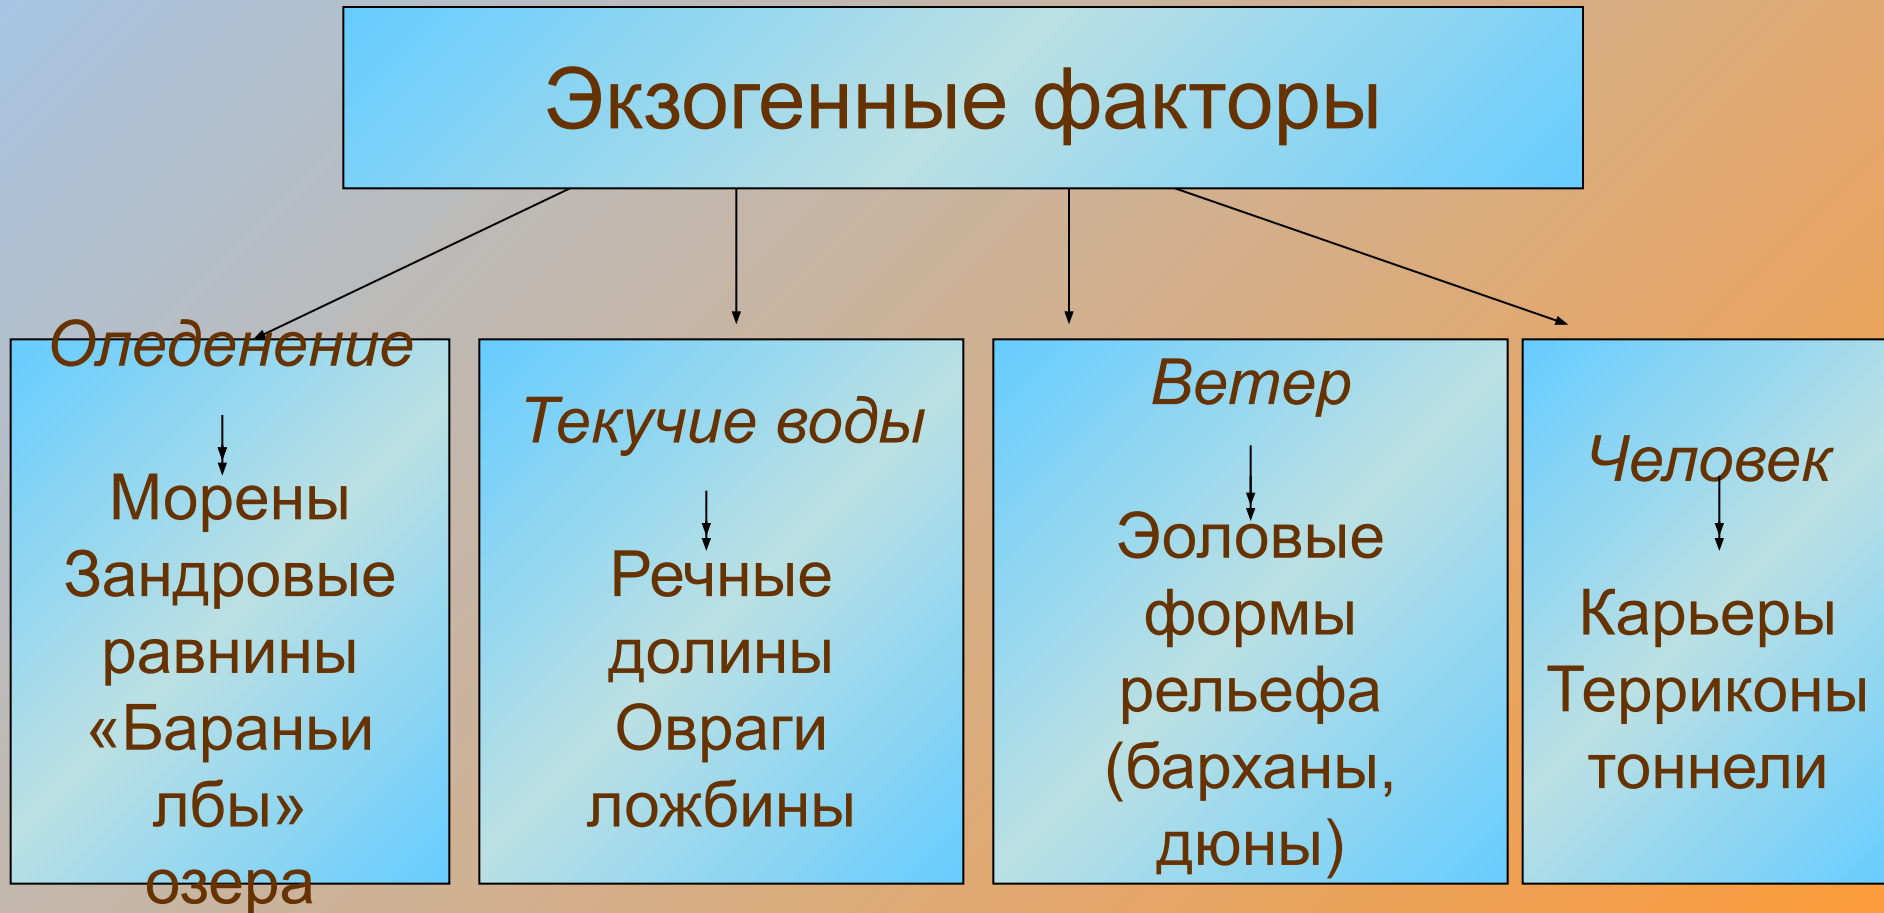 Экзогенные факторы
Оледенение
Морены
Зандровые
равнины
«Бараньи
лбы»
озера
Текучие воды
Речные
долины
Овраги
ложбины
Ветер
Эоловые
формы
рельефа
(барханы,
дюны)
Человек
Карьеры
Терриконы
тоннели